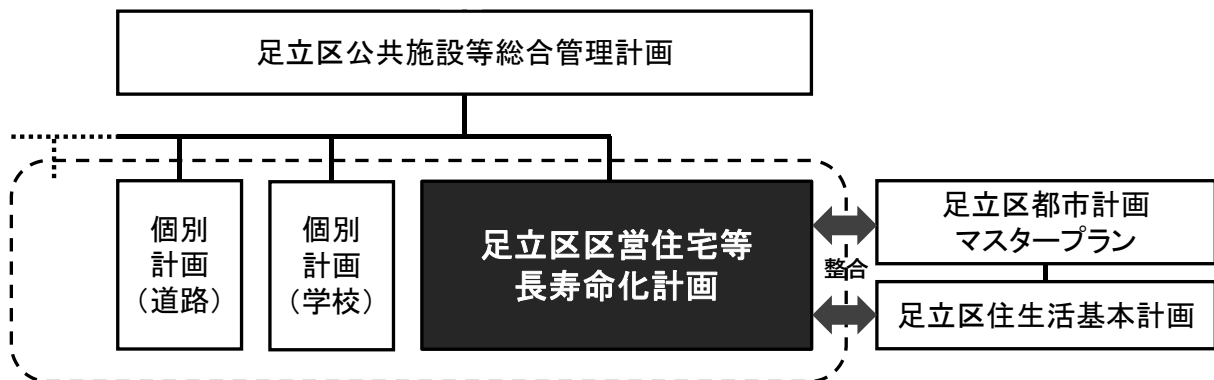 足立区公共施設等総合管理計画
個別
計画
（道路）
個別
計画
（学校）
足立区区営住宅等
長寿命化計画
整合
足立区都市計画
マスタープラン
足立区住生活基本計画